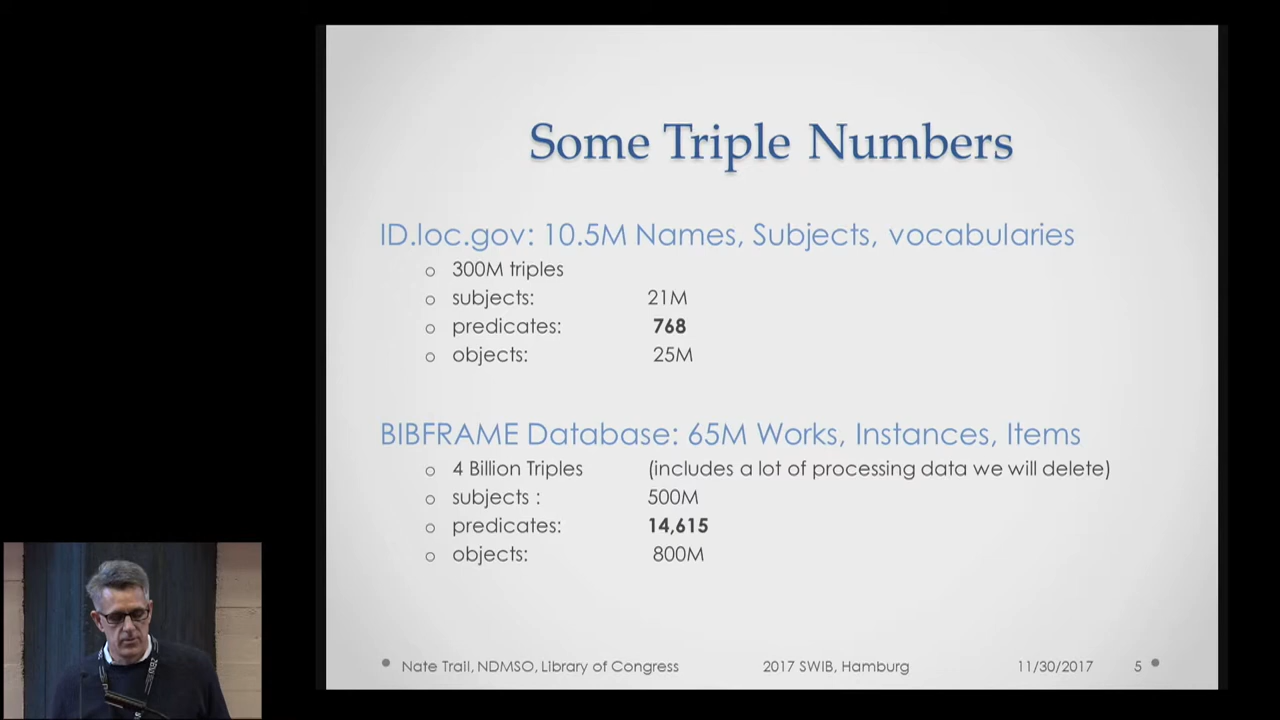 Some Triple Numbers
ID.loc.gov: 10.5M Names, Subjects, vocabularies
o 300M triples
o subjects: 21M
o predicates: 768
o objects: 25M
BIBFRAME Database: 65M Works, Instances, Items
o 4 Billion Triples (includes a lot of processing data we will delete)
o subjects : 500M
o predicates: 14,615
o objects: 800M
Nate Trail, NDMSO, Library of Congress 2017 SWIB, Hamburg 11/30/2017 5